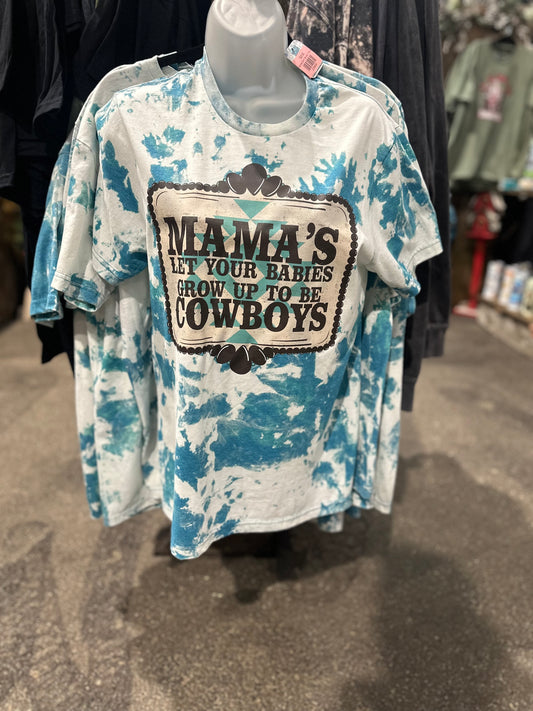 MAMA'S
LET YOUR BABIES
GROW UP TO BE
COWBOYS